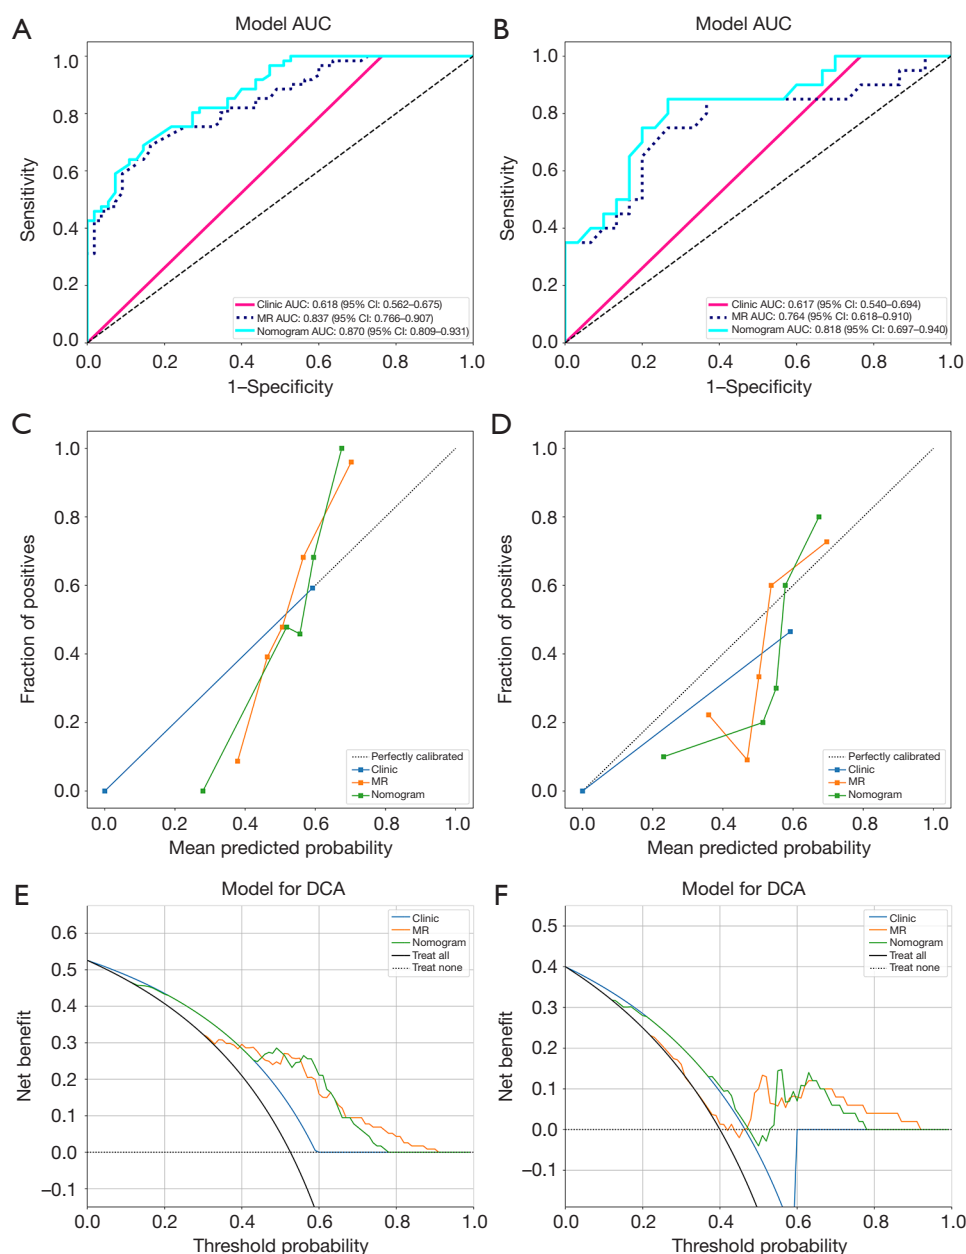 A
Model AUC
1.0
0.8
0.6
0.4
0.2
0.0
Sensitivity
Clinic AUC: 0.618 (95% CI: 0.562–0.675)
MR AUC: 0.837 (95% CI: 0.766–0.907)
Nomogram AUC: 0.870 (95% CI: 0.809–0.931)
0.0 0.2 0.4 0.6 0.8 1.0
1–Specificity
B
Model AUC
1.0
0.8
0.6
0.4
0.2
0.0
Sensitivity
Clinic AUC: 0.617 (95% CI: 0.540–0.694)
MR AUC: 0.764 (95% CI: 0.618–0.910)
Nomogram AUC: 0.818 (95% CI: 0.697–0.940)
0.0 0.2 0.4 0.6 0.8 1.0
1–Specificity
C
1.0
0.8
0.6
0.4
0.2
0.0
Fraction of positives
Perfectly calibrated
Clinic
MR
Nomogram
0.0 0.2 0.4 0.6 0.8 1.0
Mean predicted probability
D
1.0
0.8
0.6
0.4
0.2
0.0
Fraction of positives
Perfectly calibrated
Clinic
MR
Nomogram
0.0 0.2 0.4 0.6 0.8 1.0
Mean predicted probability
E
Model for DCA
0.6
0.5
0.4
0.3
0.2
0.1
0.0
–0.1
Net benefit
Clinic
MR
Nomogram
Treat all
Treat none
0.0 0.2 0.4 0.6 0.8 1.0
Threshold probability
F
Model for DCA
0.5
0.4
0.3
0.2
0.1
0.0
–0.1
Net benefit
Clinic
MR
Nomogram
Treat all
Treat none
0.0 0.2 0.4 0.6 0.8 1.0
Threshold probability